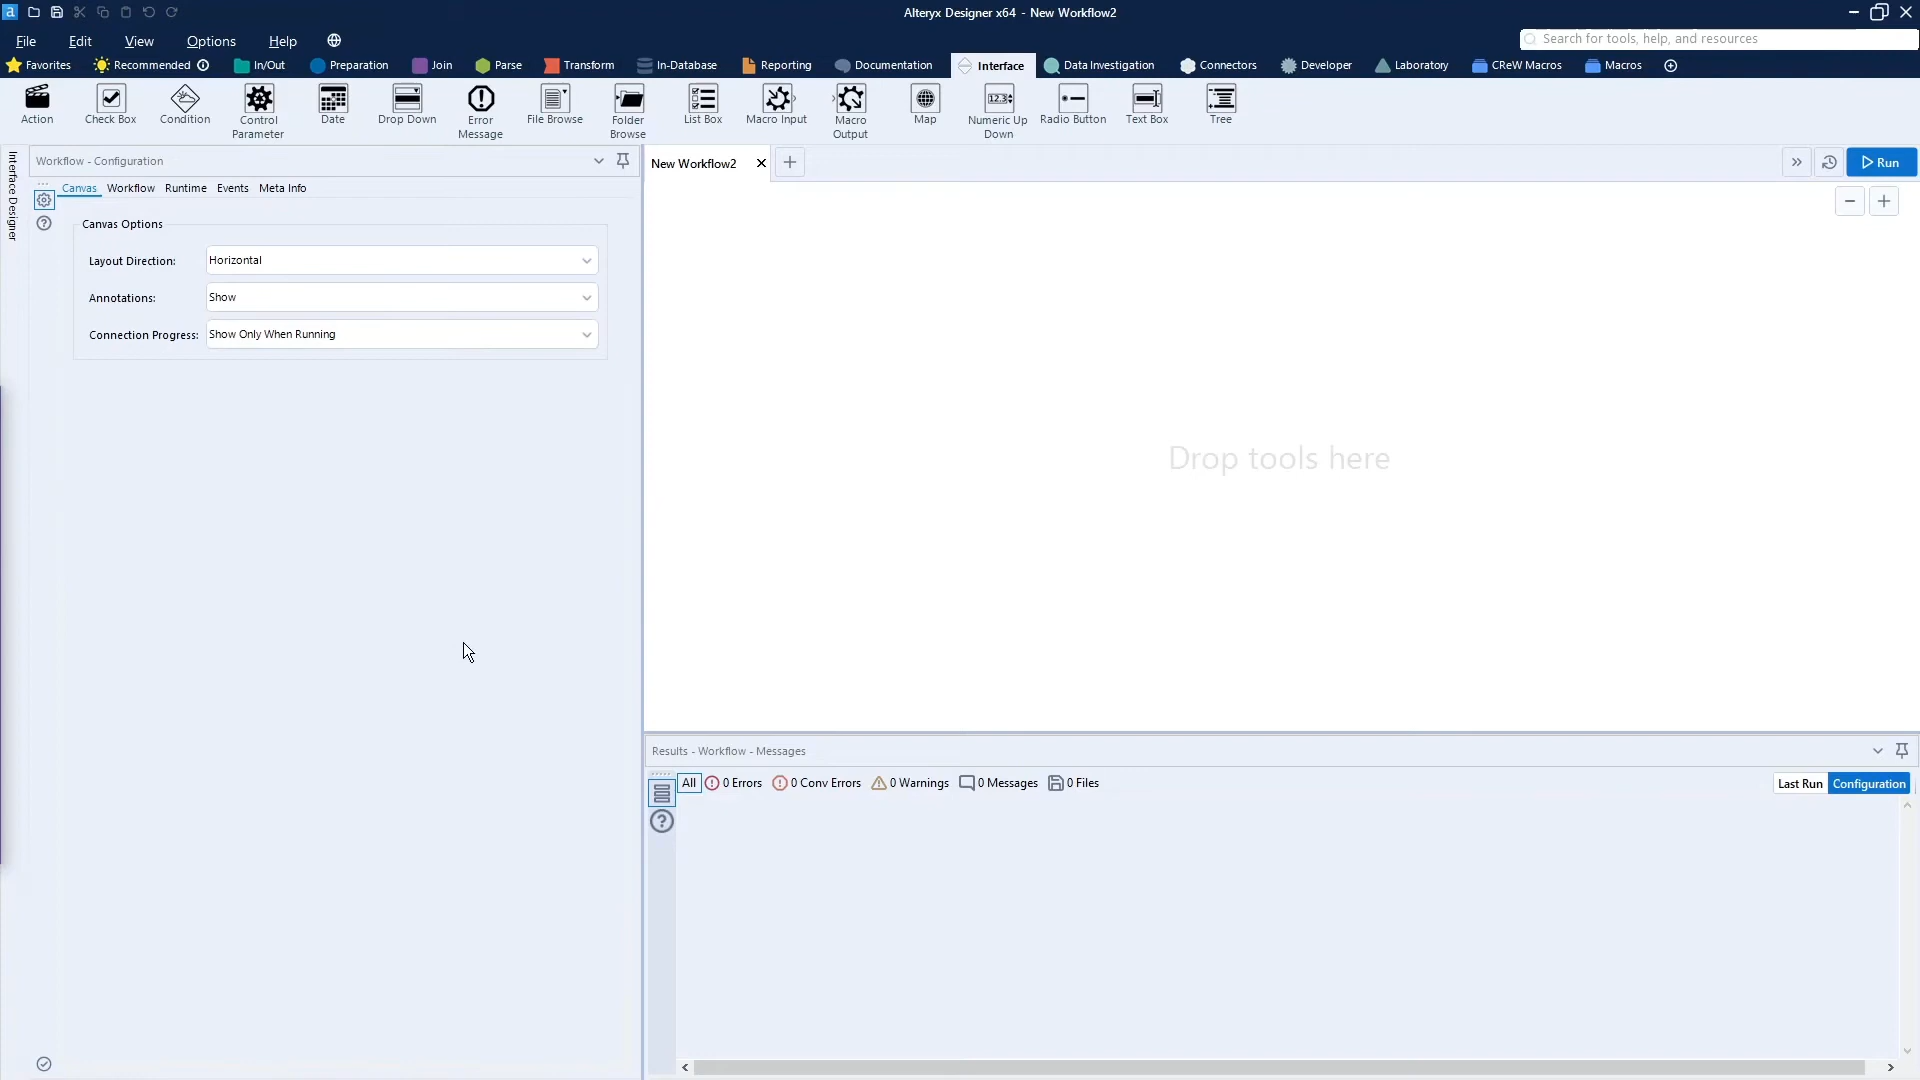 a
Alteryx Designer x64 - New Workflow2
File Edit View Options Help
Search for tools, help, and resources
Favorites Recommended In/Out Preparation Join Parse Transform In-Database Reporting Documentation Interface Data Investigation Connectors Developer Laboratory CReW Macros Macros
Action Check Box Condition Control Parameter Date Drop Down Error Message File Browse Folder Browse List Box Macro Input Macro Output Map Numeric Up Down Radio Button Text Box Tree
Interface Designer
Workflow - Configuration
New Workflow2
Run
Canvas Workflow Runtime Events Meta Info
Canvas Options
Layout Direction: Horizontal
Annotations: Show
Connection Progress: Show Only When Running
Drop tools here
Results - Workflow - Messages
All 0 Errors 0 Conv Errors 0 Warnings 0 Messages 0 Files
Last Run Configuration